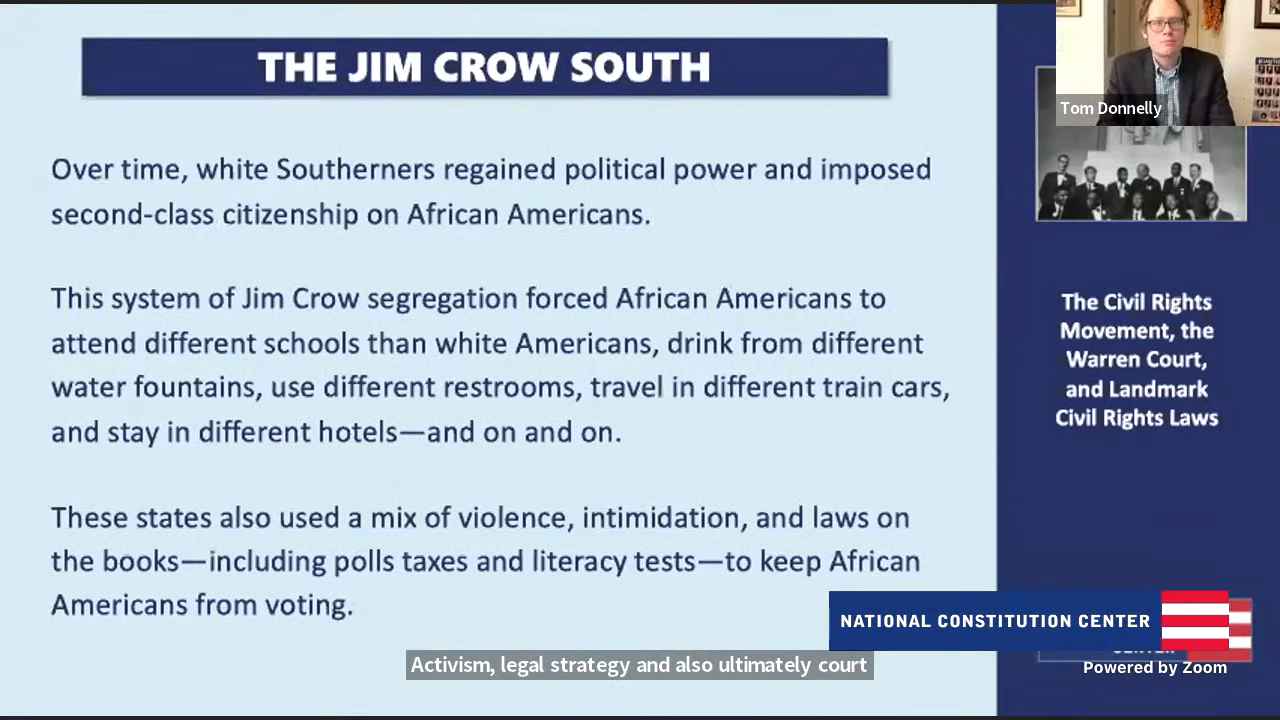 THE JIM CROW SOUTH
Over time, white Southerners regained political power and imposed
second-class citizenship on African Americans.
This system of Jim Crow segregation forced African Americans to
attend different schools than white Americans, drink from different
water fountains, use different restrooms, travel in different train cars,
and stay in different hotels—and on and on.
These states also used a mix of violence, intimidation, and laws on
the books—including polls taxes and literacy tests—to keep African
Americans from voting.
Tom Donnelly
The Civil Rights
Movement, the
Warren Court,
and Landmark
Civil Rights Laws
NATIONAL CONSTITUTION CENTER
Powered by Zoom
Activism, legal strategy and also ultimately court